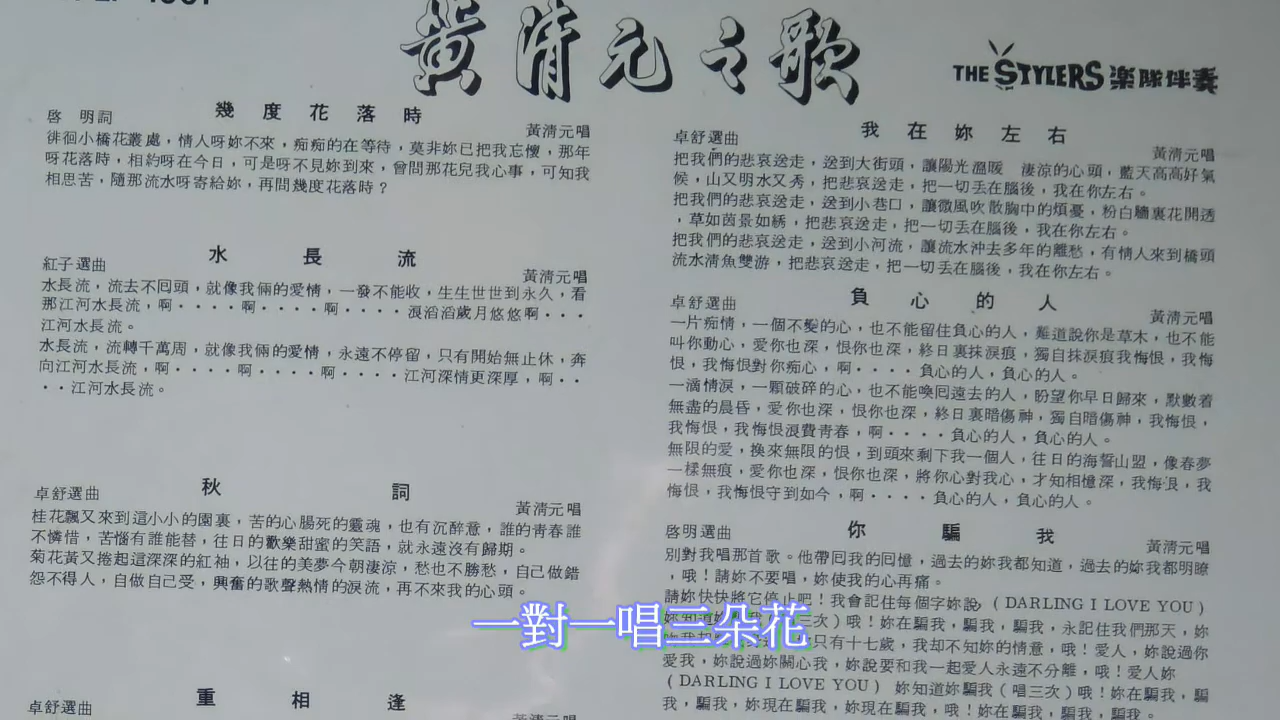 黃清元之歌
THE STYLERS 楽隊伴奏
幾度花落時
啓明詞
黃清元唱
徘徊小橋花叢處，情人呀妳不來，痴痴的在等待，莫非妳已把我忘懷，那年
呀花落時，相約呀在今日，可是呀不見妳到來，曾問那花兒我心事，可知我
相思苦，隨那流水呀寄給妳，再問幾度花落時？
水長流
紅子選曲
黃清元唱
水長流，流去不囘頭，就像我倆的愛情，一發不能收，生生世世到永久，看
那江河水長流，啊・・・・啊・・・・啊・・・・淚滔滔歲月悠悠啊・・・
江河水長流。
水長流，流轉千萬周，就像我倆的愛情，永遠不停留，只有開始無止休，奔
向江河水長流，啊・・・・啊・・・・啊・・・・江河深情更深厚，啊・・
・・江河水長流。
秋詞
卓舒選曲
黃清元唱
桂花飄又來到這小小的園裏，苦的心腸死的靈魂，也有沉醉意，誰的青春誰
不憐惜，苦惱有誰能替，往日的歡樂甜蜜的笑語，就永遠沒有歸期。
菊花黃又捲起這深深的紅袖，以往的美夢今朝淒涼，愁也不勝愁，自己做錯
怨不得人，自做自己受，興奮的歌聲熱情的淚流，再不來我的心頭。
重相逢
卓舒選曲
黃清元唱
我在妳左右
卓舒選曲
黃清元唱
把我們的悲哀送走，送到大街頭，讓陽光溫暖　淒涼的心頭，藍天高高好氣
候，山又明水又秀，把悲哀送走，把一切丢在腦後，我在你左右。
把我們的悲哀送走，送到小巷口，讓微風吹散胸中的煩憂，粉白牆裏花開透
，草如茵景如綉，把悲哀送走，把一切丢在腦後，我在你左右。
把我們的悲哀送走，送到小河流，讓流水沖去多年的離愁，有情人來到橋頭
流水清魚雙游，把悲哀送走，把一切丢在腦後，我在你左右。
負心的人
卓舒選曲
黃清元唱
一片痴情，一個不變的心，也不能留住負心的人，難道說你是草木，也不能
叫你動心，愛你也深，恨你也深，終日裏抹淚痕，獨自抹淚痕我悔恨，我悔
恨，我悔恨對你痴心，啊・・・・負心的人，負心的人。
一滴情淚，一顆破碎的心，也不能喚囘遠去的人，盼望你早日歸來，默數着
無盡的晨昏，愛你也深，恨你也深，終日裏暗傷神，獨自暗傷神，我悔恨，
我悔恨，我悔恨淚費青春，啊・・・・負心的人，負心的人。
無限的愛，換來無限的恨，到頭來剩下我一個人，往日的海誓山盟，像春夢
一樣無痕，愛你也深，恨你也深，將你心對我心，才知相憶深，我悔恨，我
悔恨，我悔恨守到如今，啊・・・・負心的人，負心的人。
你騙我
啓明選曲
黃清元唱
別對我唱那首歌。他帶囘我的囘憶，過去的妳我都知道，過去的妳我都明瞭
，哦！請妳不要唱，妳使我的心再痛。
請妳快快將它停止吧！我會記住每個字妳說（DARLING I LOVE YOU）
妳知道妳騙我（唱三次）哦！妳在騙我，騙我，騙我，永記住我們那天，妳
只有十七歲，我却不知妳的情意，哦！愛人，妳說過你
愛我，妳說過妳關心我，妳說要和我一起愛人永遠不分離，哦！愛人妳
（DARLING I LOVE YOU） 妳知道妳騙我（唱三次）哦！妳在騙我，騙
我，騙我，妳現在騙我，妳現在騙我，哦！妳在騙我，騙我，騙我。
一對一唱三朵花